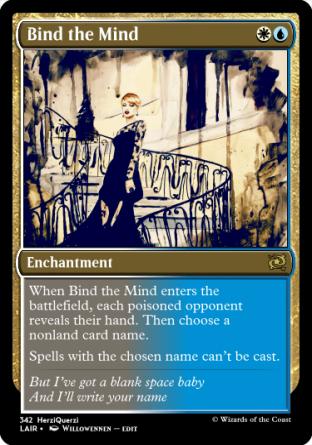 Bind the Mind
Enchantment
When Bind the Mind enters the
battlefield, each poisoned opponent
reveals their hand. Then choose a
nonland card name.
Spells with the chosen name can't be cast.
But I've got a blank space baby
And I'll write your name
342 HerziQuerzi
LAIR • Willowennen — EDIT
© Wizards of the Coast